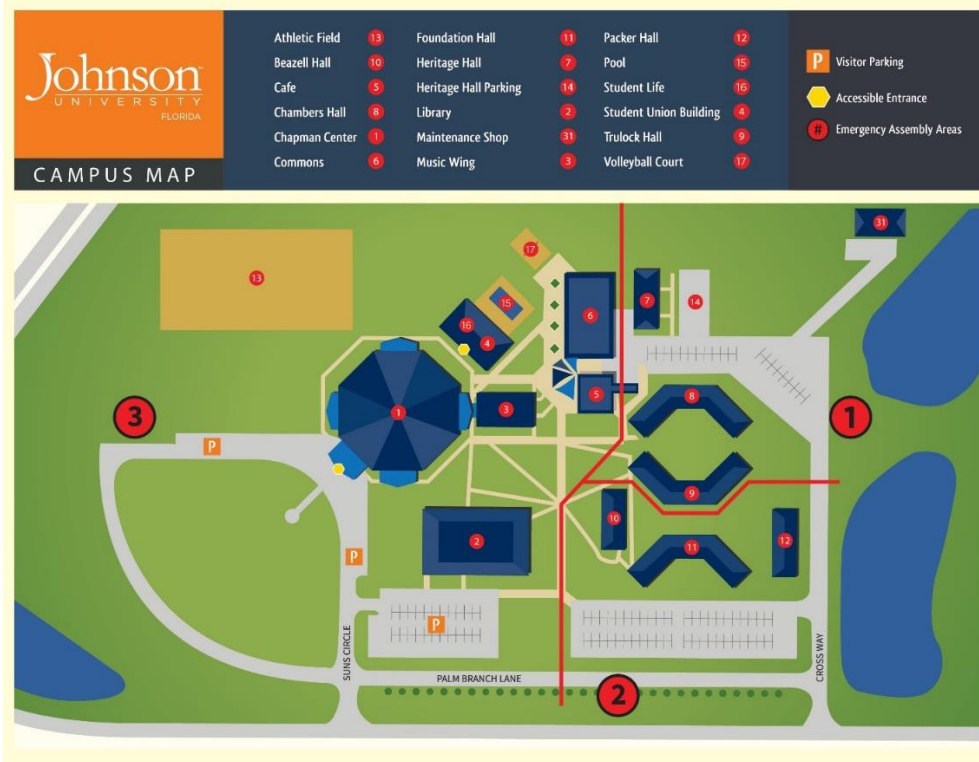 Johnson™
UNIVERSITY
FLORIDA
CAMPUS MAP
Athletic Field 13
Beazell Hall 10
Cafe 5
Chambers Hall 8
Chapman Center 1
Commons 6
Foundation Hall 11
Heritage Hall 7
Heritage Hall Parking 14
Library 2
Maintenance Shop 31
Music Wing 3
Packer Hall 12
Pool 15
Student Life 16
Student Union Building 4
Trulock Hall 9
Volleyball Court 17
P Visitor Parking
Accessible Entrance
# Emergency Assembly Areas
31
17
13
15
7
14
6
16
4
5
8
1
3
3
1
P
9
10
2
11
12
P
P
SUNS CIRCLE
PALM BRANCH LANE
CROSS WAY
2